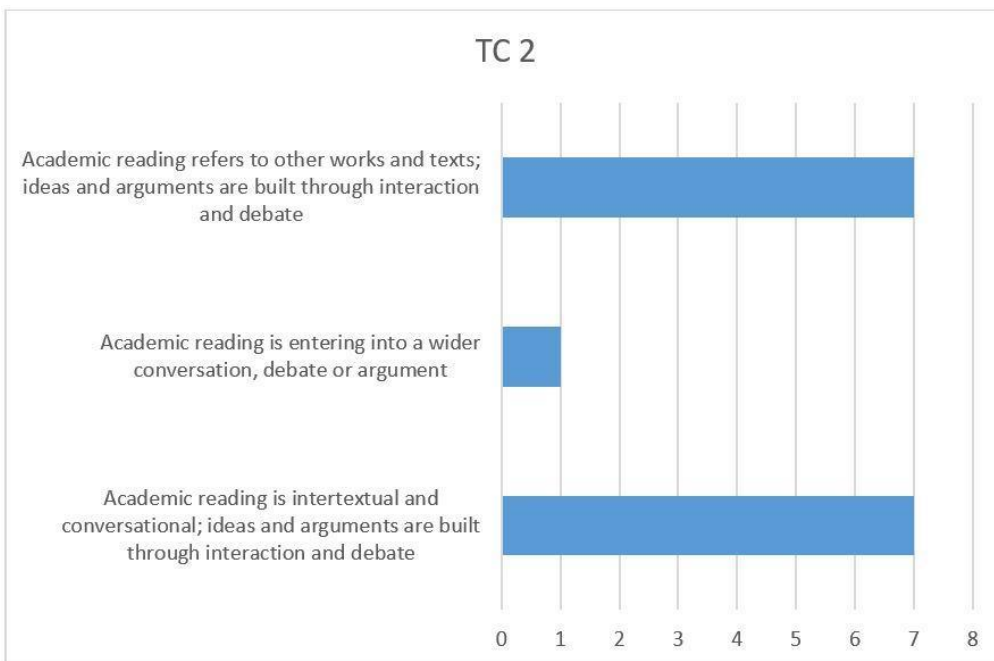 TC 2
Academic reading refers to other works and texts;
ideas and arguments are built through interaction
and debate
Academic reading is entering into a wider
conversation, debate or argument
Academic reading is intertextual and
conversational; ideas and arguments are built
through interaction and debate
0 1 2 3 4 5 6 7 8